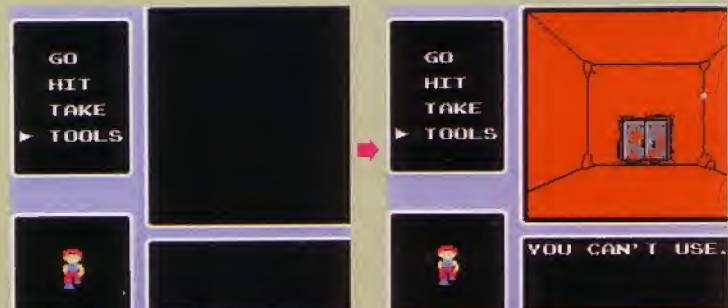 GO
HIT
TAKE
► TOOLS
GO
HIT
TAKE
► TOOLS
YOU CAN'T USE.